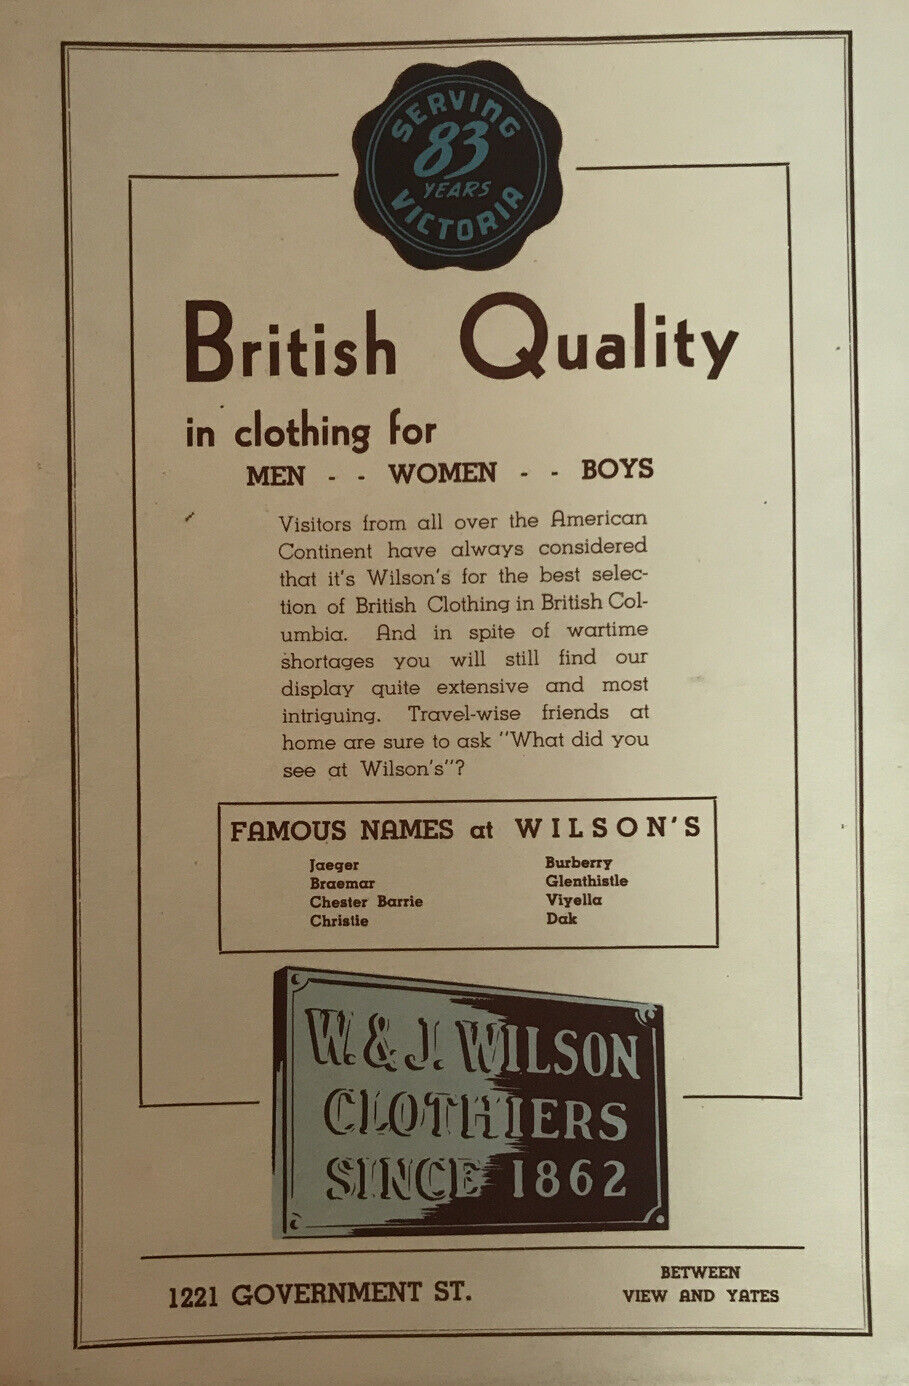 SERVING
83
YEARS
VICTORIA
British Quality
in clothing for
MEN - - WOMEN - - BOYS
Visitors from all over the American
Continent have always considered
that it's Wilson's for the best selec-
tion of British Clothing in British Col-
umbia. And in spite of wartime
shortages you will still find our
display quite extensive and most
intriguing. Travel-wise friends at
home are sure to ask "What did you
see at Wilson's"?
FAMOUS NAMES at WILSON'S
Jaeger
Braemar
Chester Barrie
Christie
Burberry
Glenthistle
Viyella
Dak
W. & J. WILSON
CLOTHIERS
SINCE 1862
1221 GOVERNMENT ST.
BETWEEN
VIEW AND YATES